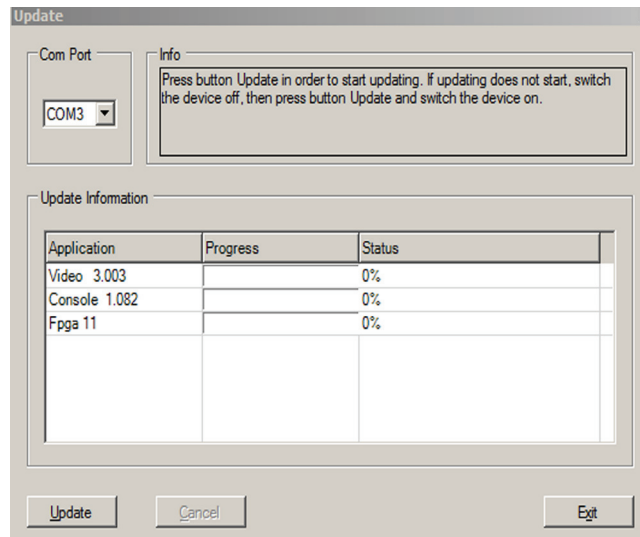 Update
Com Port
Info
COM3
Press button Update in order to start updating. If updating does not start, switch
the device off, then press button Update and switch the device on.
Update Information
Application Progress Status
Video 3.003 0%
Console 1.082 0%
Fpga 11 0%
Update Cancel Exit